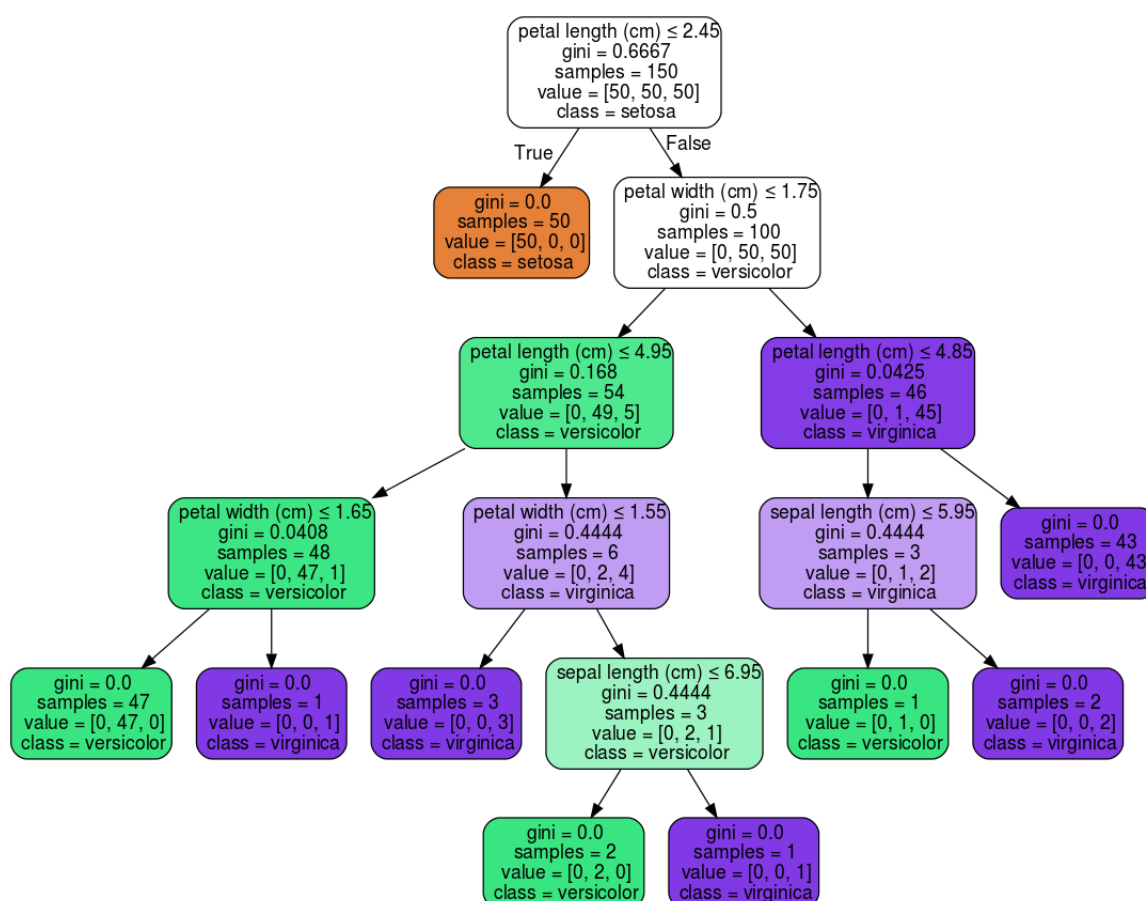 petal length (cm) ≤ 2.45
gini = 0.6667
samples = 150
value = [50, 50, 50]
class = setosa
True
False
gini = 0.0
samples = 50
value = [50, 0, 0]
class = setosa
petal width (cm) ≤ 1.75
gini = 0.5
samples = 100
value = [0, 50, 50]
class = versicolor
petal length (cm) ≤ 4.95
gini = 0.168
samples = 54
value = [0, 49, 5]
class = versicolor
petal length (cm) ≤ 4.85
gini = 0.0425
samples = 46
value = [0, 1, 45]
class = virginica
petal width (cm) ≤ 1.65
gini = 0.0408
samples = 48
value = [0, 47, 1]
class = versicolor
petal width (cm) ≤ 1.55
gini = 0.4444
samples = 6
value = [0, 2, 4]
class = virginica
sepal length (cm) ≤ 5.95
gini = 0.4444
samples = 3
value = [0, 1, 2]
class = virginica
gini = 0.0
samples = 43
value = [0, 0, 43]
class = virginica
gini = 0.0
samples = 47
value = [0, 47, 0]
class = versicolor
gini = 0.0
samples = 1
value = [0, 0, 1]
class = virginica
gini = 0.0
samples = 3
value = [0, 0, 3]
class = virginica
sepal length (cm) ≤ 6.95
gini = 0.4444
samples = 3
value = [0, 2, 1]
class = versicolor
gini = 0.0
samples = 1
value = [0, 1, 0]
class = versicolor
gini = 0.0
samples = 2
value = [0, 0, 2]
class = virginica
gini = 0.0
samples = 2
value = [0, 2, 0]
class = versicolor
gini = 0.0
samples = 1
value = [0, 0, 1]
class = virginica